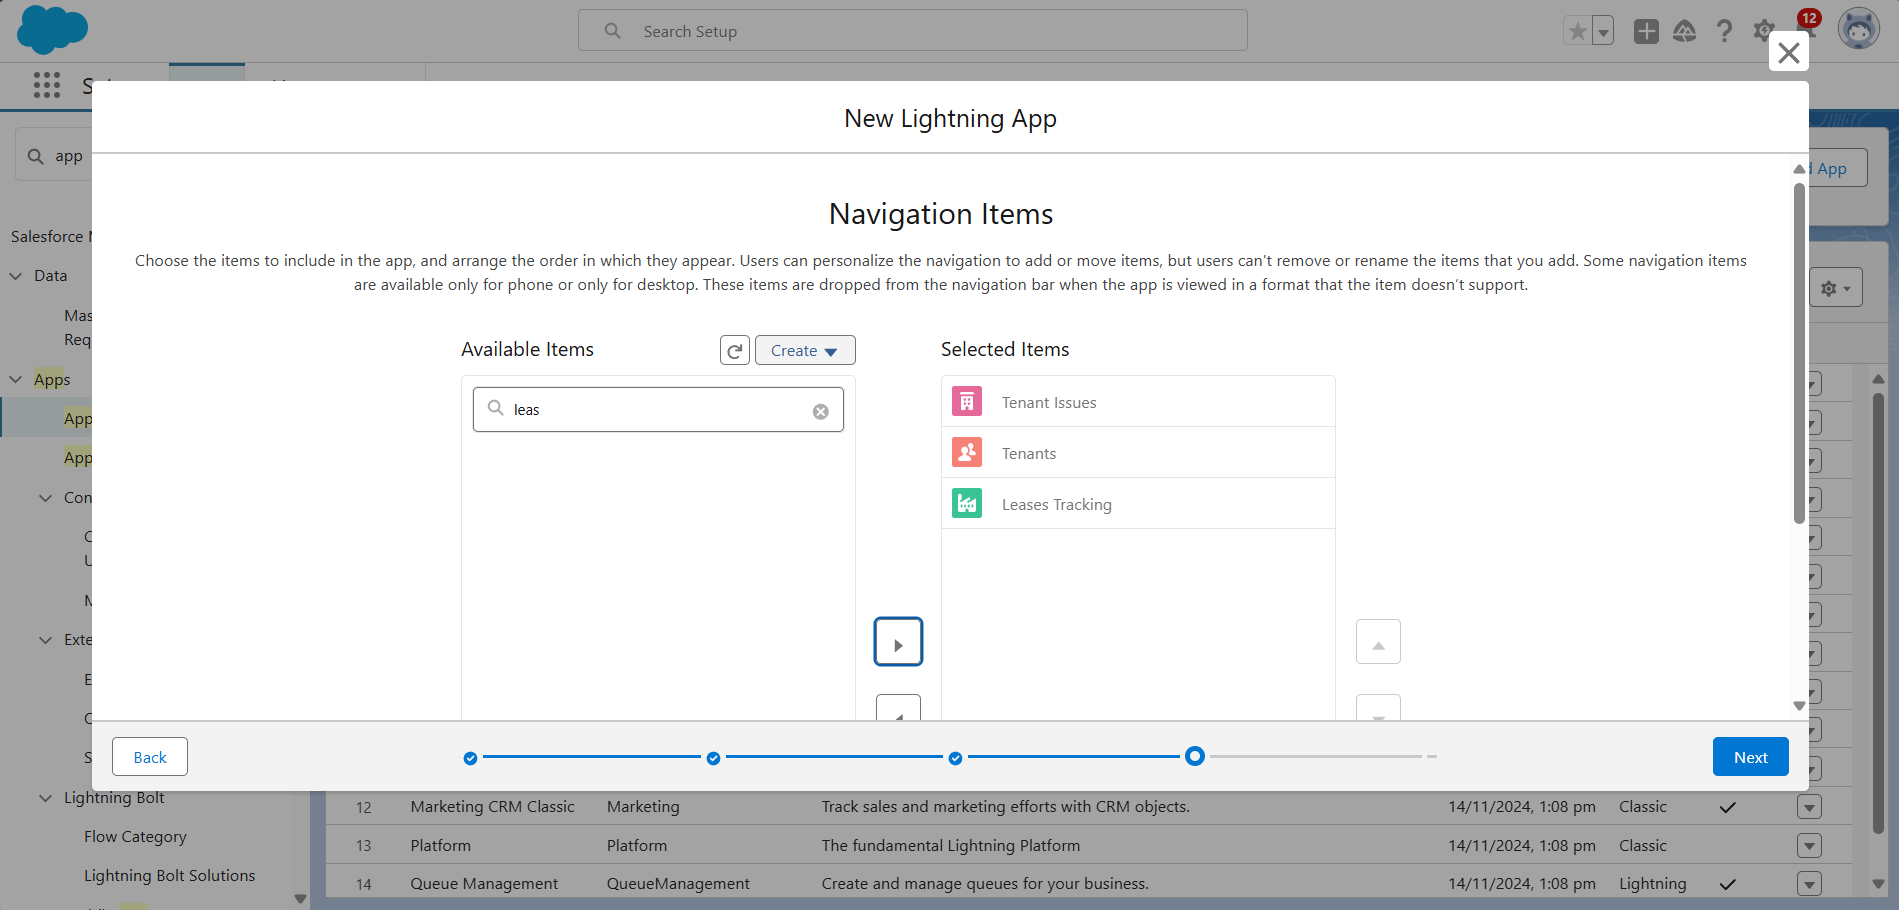 Search Setup
12
New Lightning App
app
App
Navigation Items
Salesforce
Choose the items to include in the app, and arrange the order in which they appear. Users can personalize the navigation to add or move items, but users can't remove or rename the items that you add. Some navigation items
are available only for phone or only for desktop. These items are dropped from the navigation bar when the app is viewed in a format that the item doesn’t support.
Data
Mas
Req
Available Items
Create
Selected Items
Apps
leas
Tenant Issues
App
Tenants
App
Con
Leases Tracking
Exte
Back
Next
Lightning Bolt
12 Marketing CRM Classic Marketing Track sales and marketing efforts with CRM objects. 14/11/2024, 1:08 pm Classic
Flow Category
13 Platform Platform The fundamental Lightning Platform 14/11/2024, 1:08 pm Classic
Lightning Bolt Solutions
14 Queue Management QueueManagement Create and manage queues for your business. 14/11/2024, 1:08 pm Lightning